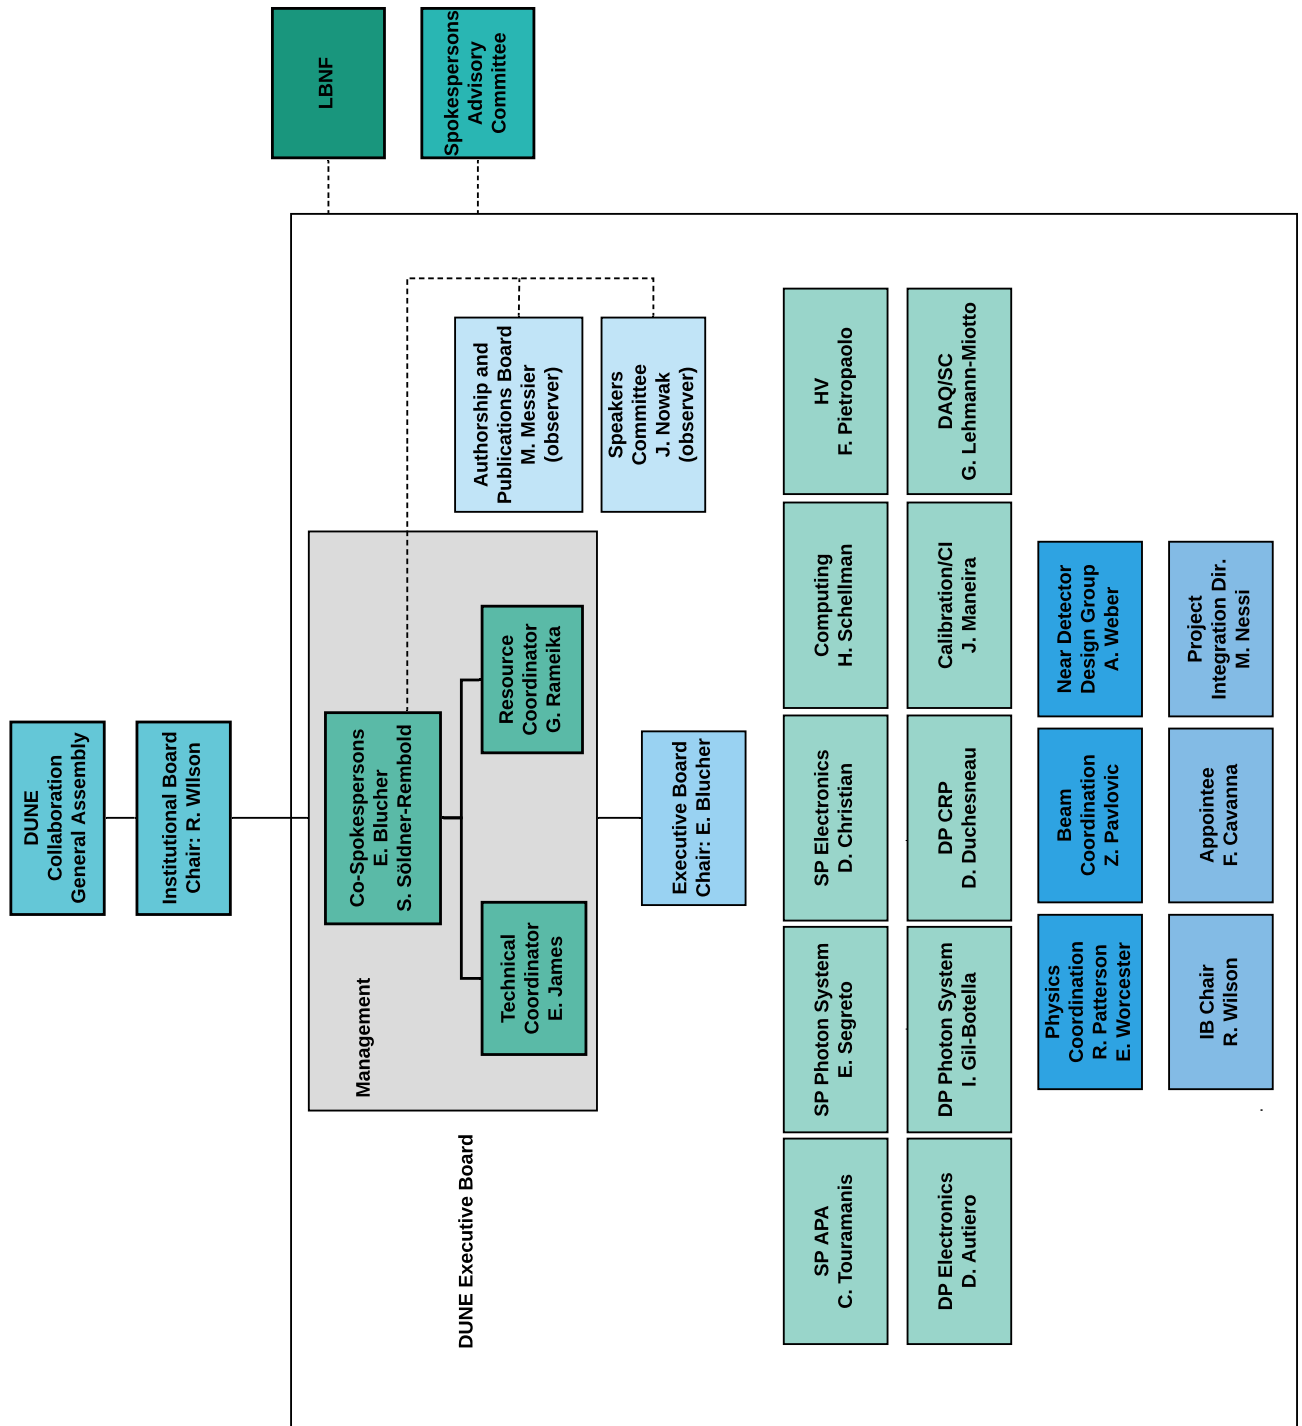 DUNE
Collaboration
General Assembly
Institutional Board
Chair: R. WIlson
LBNF
Spokespersons
Advisory
Committee
DUNE Executive Board
Management
Co-Spokespersons
E. Blucher
S. Söldner-Rembold
Technical
Coordinator
E. James
Resource
Coordinator
G. Rameika
Authorship and
Publications Board
M. Messier
(observer)
Speakers
Committee
J. Nowak
(observer)
Executive Board
Chair: E. Blucher
SP APA
C. Touramanis
SP Photon System
E. Segreto
SP Electronics
D. Christian
Computing
H. Schellman
HV
F. Pietropaolo
DP Electronics
D. Autiero
DP Photon System
I. Gil-Botella
DP CRP
D. Duchesneau
Calibration/CI
J. Maneira
DAQ/SC
G. Lehmann-Miotto
Physics
Coordination
R. Patterson
E. Worcester
Beam
Coordination
Z. Pavlovic
Near Detector
Design Group
A. Weber
IB Chair
R. Wilson
Appointee
F. Cavanna
Project
Integration Dir.
M. Nessi